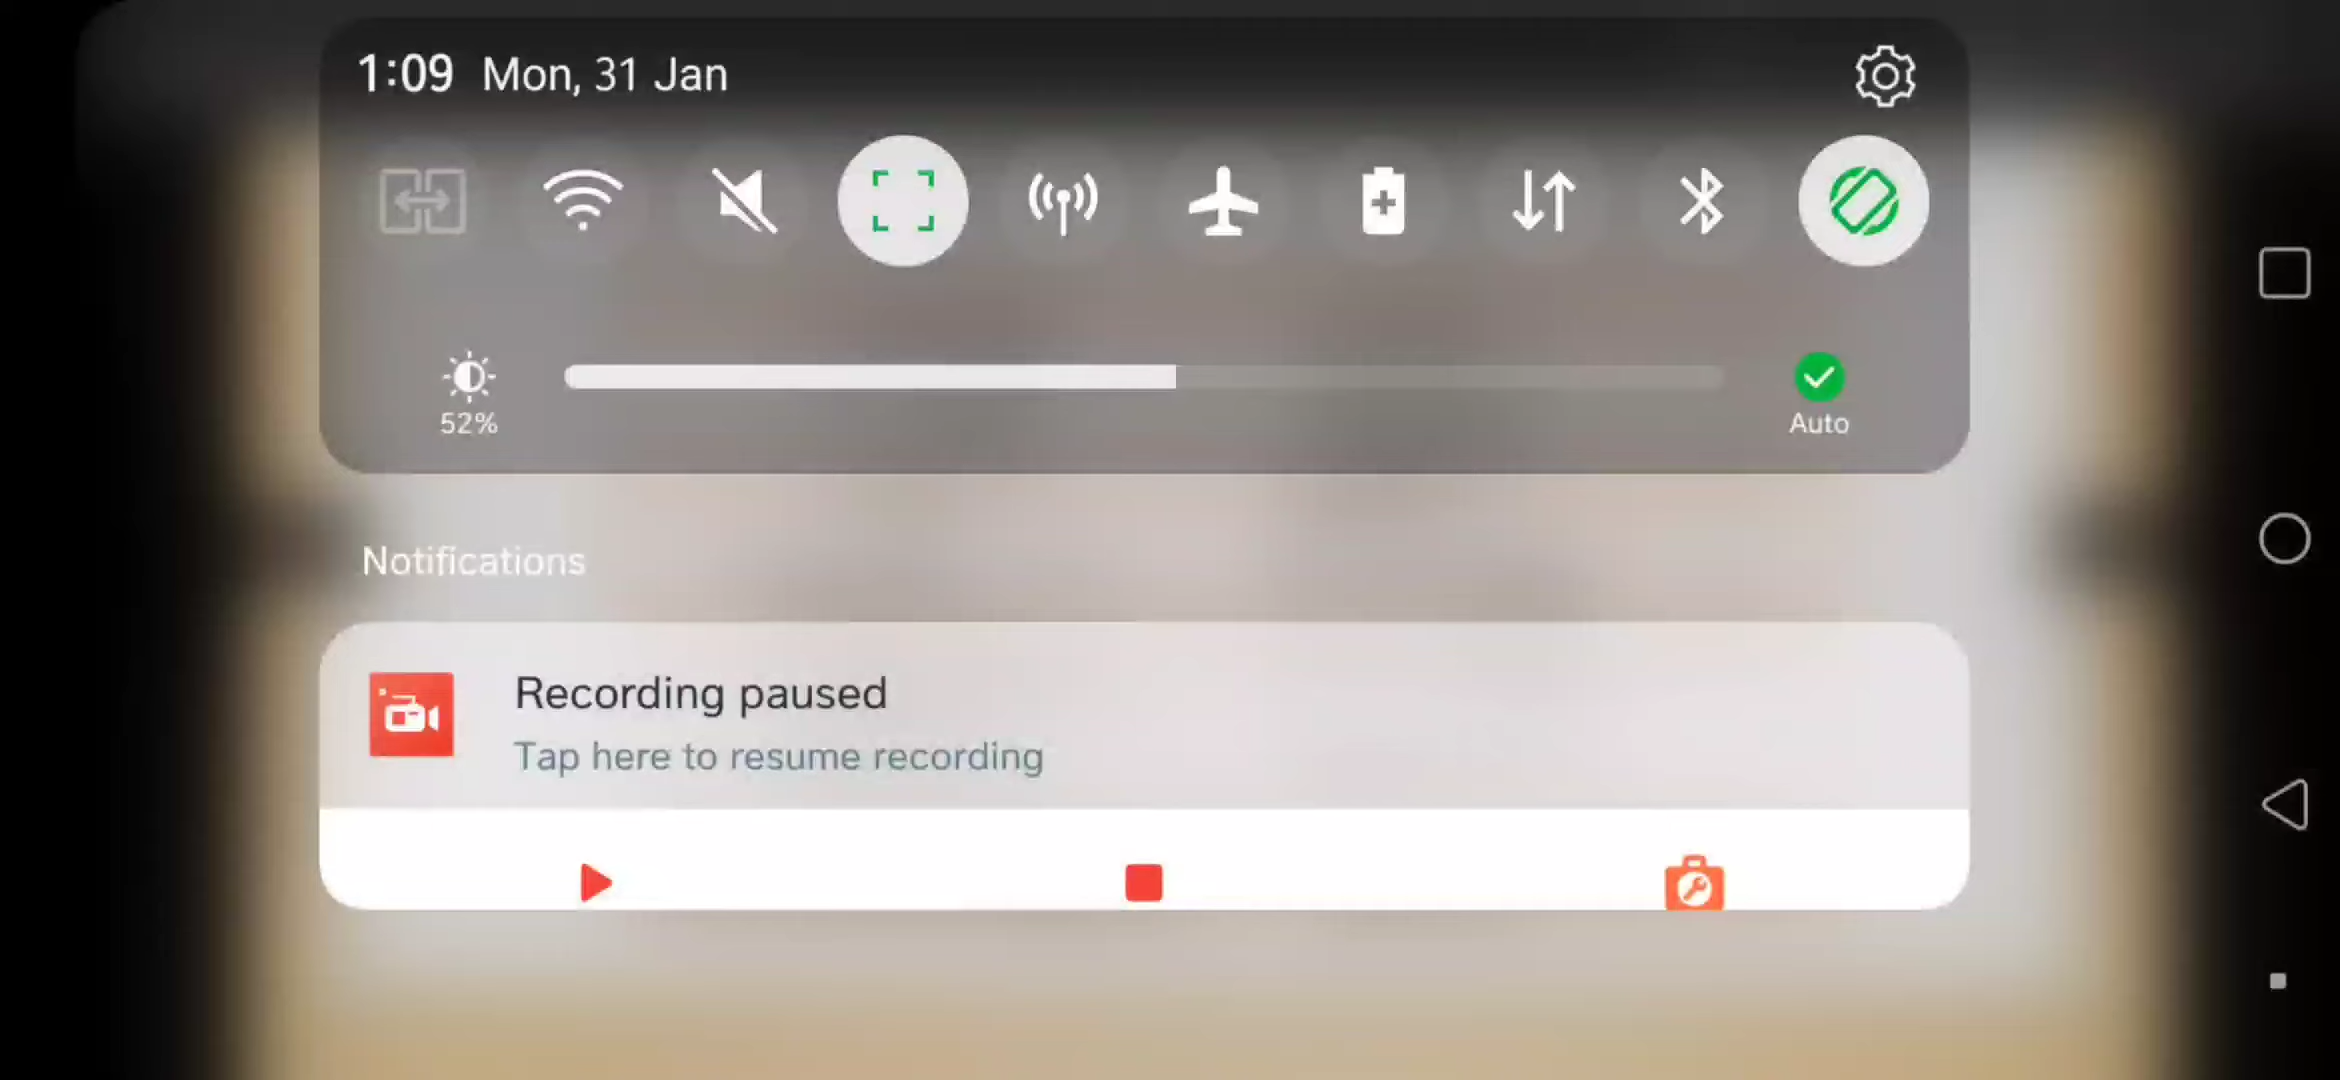 1:09 Mon, 31 Jan
52%
Auto
Notifications
Recording paused
Tap here to resume recording